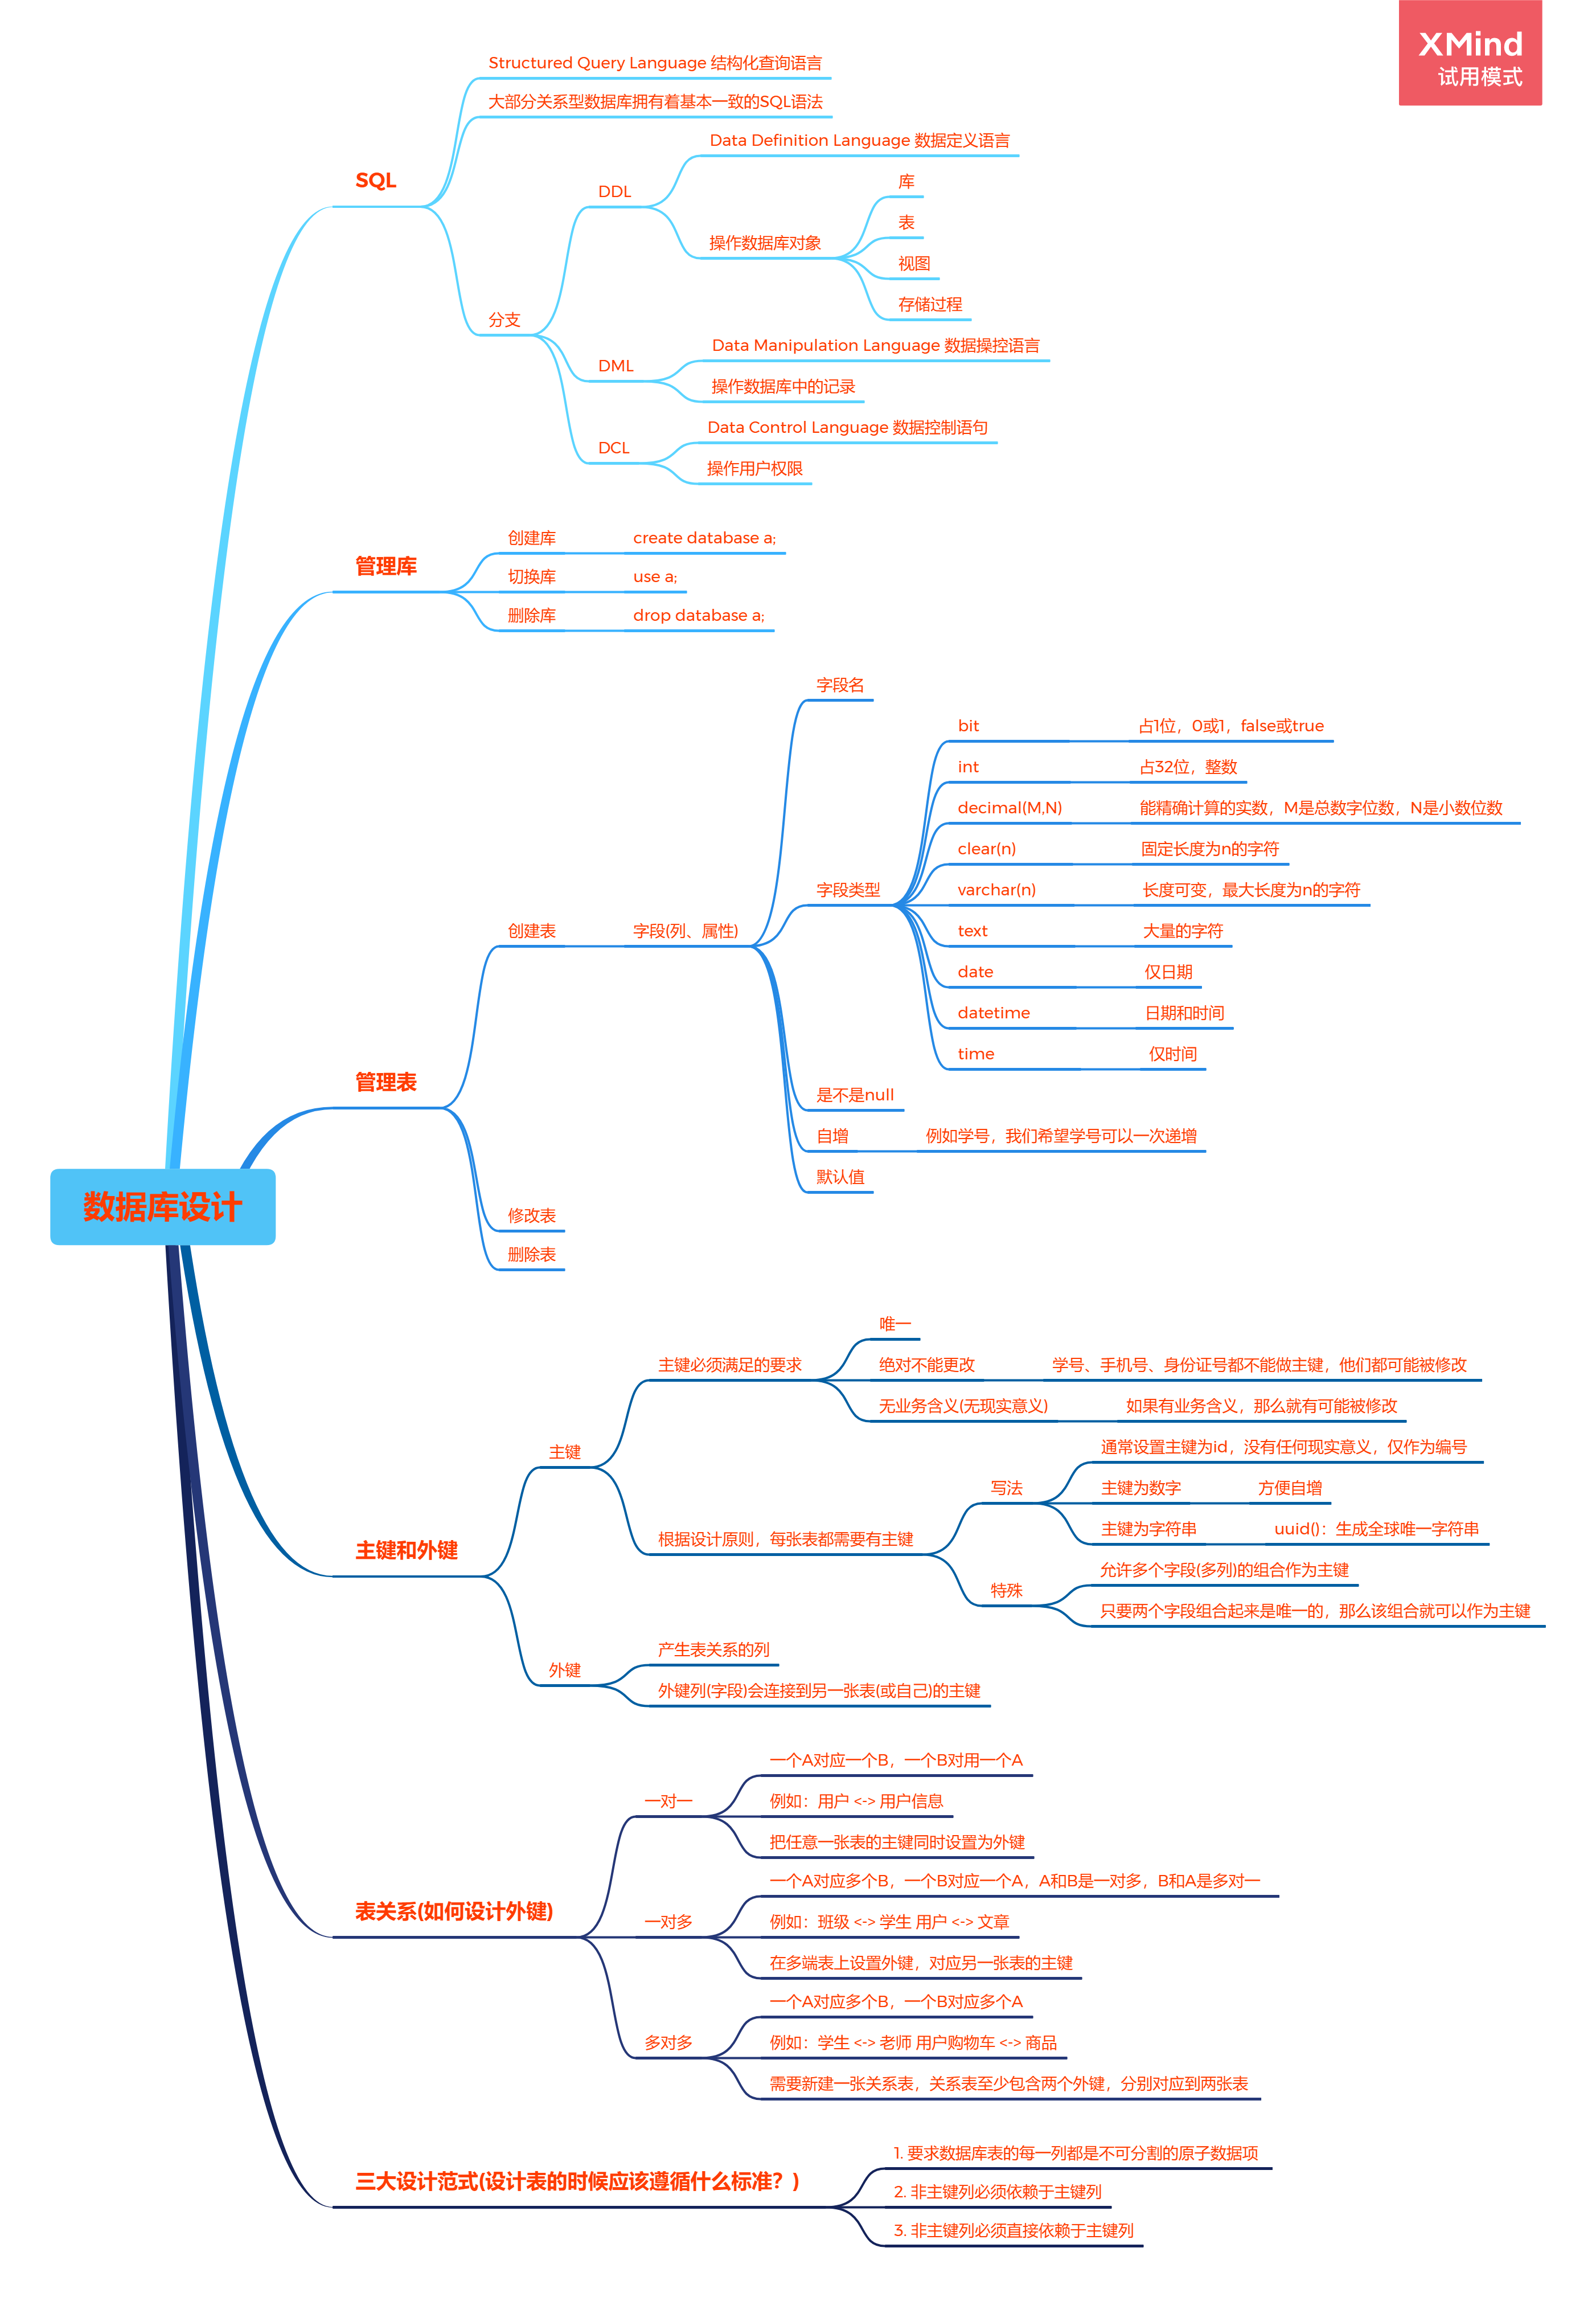 XMind
试用模式
数据库设计
SQL
Structured Query Language 结构化查询语言
大部分关系型数据库拥有着基本一致的SQL语法
分支
DDL
Data Definition Language 数据定义语言
操作数据库对象
库
表
视图
存储过程
DML
Data Manipulation Language 数据操控语言
操作数据库中的记录
DCL
Data Control Language 数据控制语句
操作用户权限
管理库
创建库
create database a;
切换库
use a;
删除库
drop database a;
管理表
创建表
字段(列、属性)
字段名
字段类型
bit
占1位，0或1，false或true
int
占32位，整数
decimal(M,N)
能精确计算的实数，M是总数字位数，N是小数位数
clear(n)
固定长度为n的字符
varchar(n)
长度可变，最大长度为n的字符
text
大量的字符
date
仅日期
datetime
日期和时间
time
仅时间
是不是null
自增
例如学号，我们希望学号可以一次递增
默认值
修改表
删除表
主键和外键
主键
主键必须满足的要求
唯一
绝对不能更改
学号、手机号、身份证号都不能做主键，他们都可能被修改
无业务含义(无现实意义)
如果有业务含义，那么就有可能被修改
根据设计原则，每张表都需要有主键
写法
通常设置主键为id，没有任何现实意义，仅作为编号
主键为数字
方便自增
主键为字符串
uuid()：生成全球唯一字符串
特殊
允许多个字段(多列)的组合作为主键
只要两个字段组合起来是唯一的，那么该组合就可以作为主键
外键
产生表关系的列
外键列(字段)会连接到另一张表(或自己)的主键
表关系(如何设计外键)
一对一
一个A对应一个B，一个B对用一个A
例如：用户 <-> 用户信息
把任意一张表的主键同时设置为外键
一对多
一个A对应多个B，一个B对应一个A，A和B是一对多，B和A是多对一
例如：班级 <-> 学生 用户 <-> 文章
在多端表上设置外键，对应另一张表的主键
多对多
一个A对应多个B，一个B对应多个A
例如：学生 <-> 老师 用户购物车 <-> 商品
需要新建一张关系表，关系表至少包含两个外键，分别对应到两张表
三大设计范式(设计表的时候应该遵循什么标准？)
1. 要求数据库表的每一列都是不可分割的原子数据项
2. 非主键列必须依赖于主键列
3. 非主键列必须直接依赖于主键列